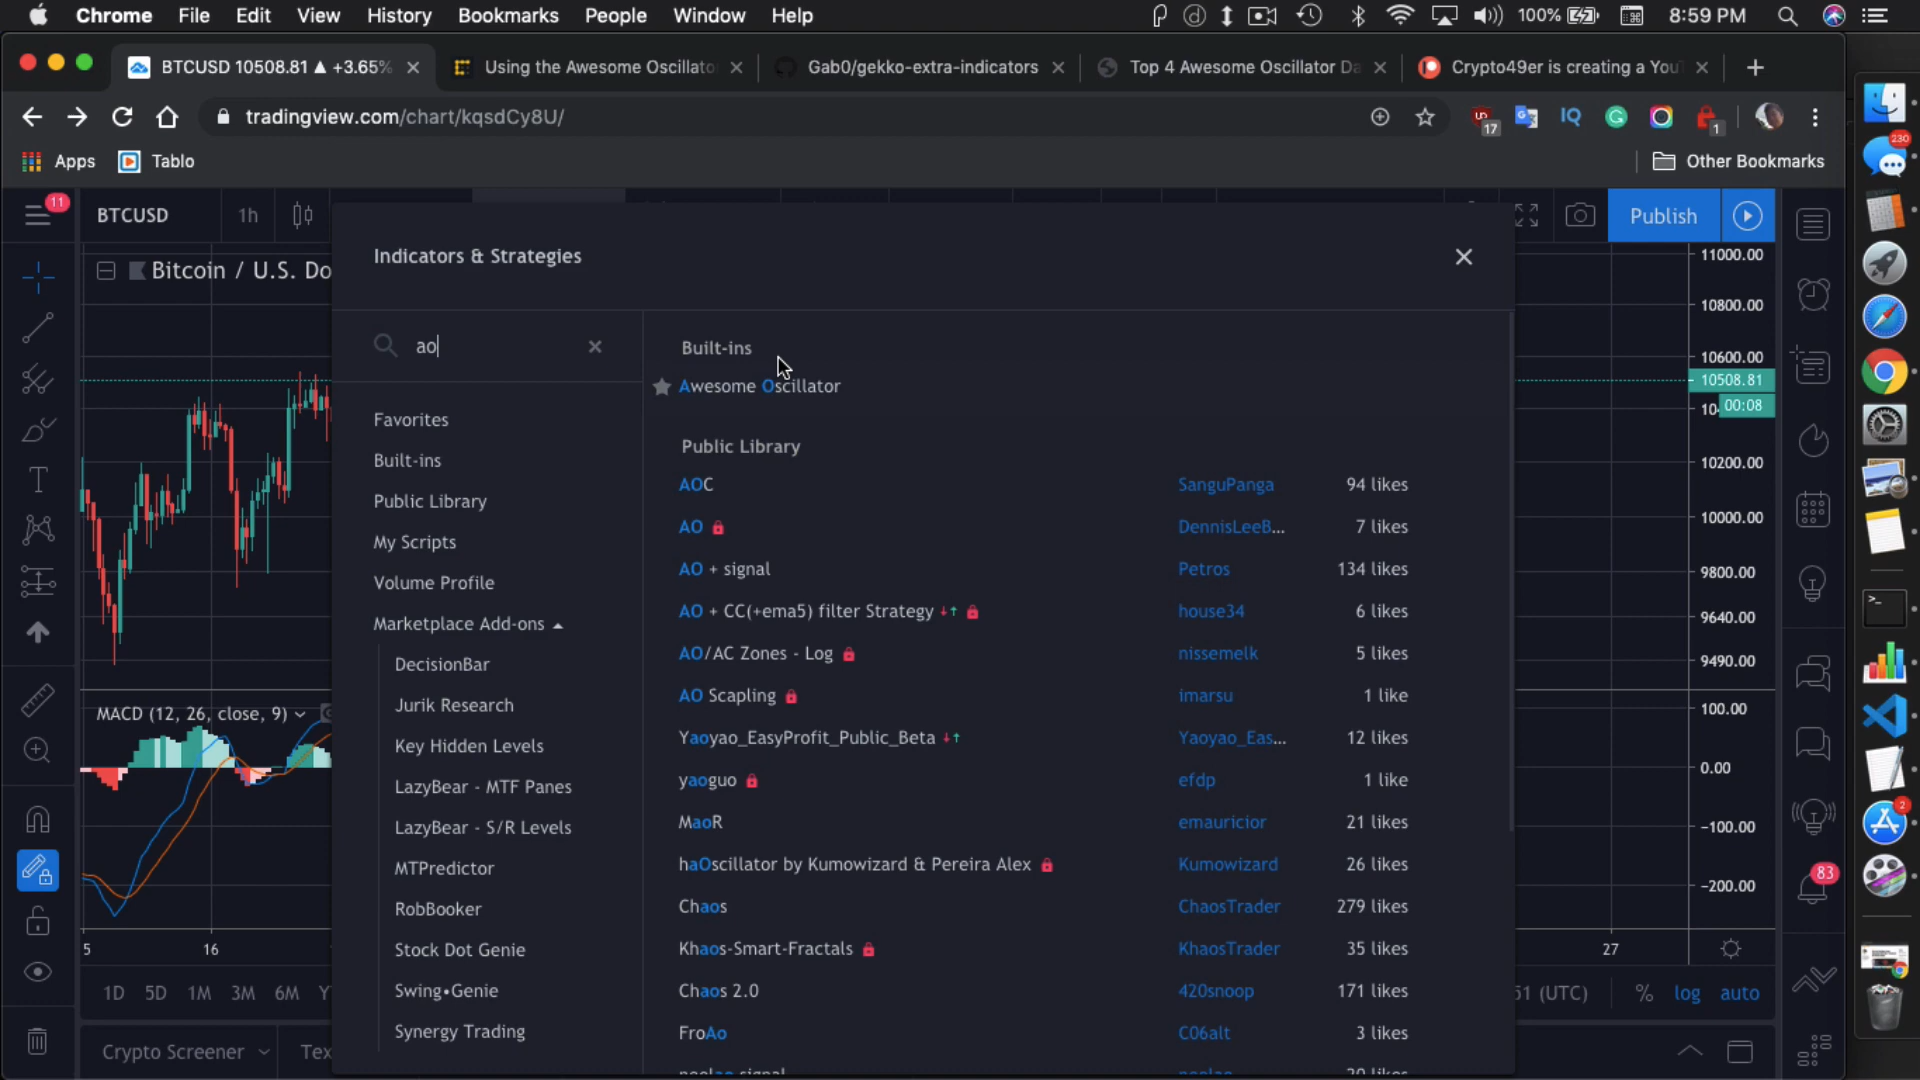 Chrome File Edit View History Bookmarks People Window Help 100% 8:59 PM
BTCUSD 10508.81 ▲ +3.65%
Using the Awesome Oscillato
Gab0/gekko-extra-indicators
Top 4 Awesome Oscillator Da
Crypto49er is creating a You
tradingview.com/chart/kqsdCy8U/
17
IQ
1
Apps
Tablo
Other Bookmarks
230
11
BTCUSD
1h
Publish
Bitcoin / U.S. Do
Indicators & Strategies
ao
Favorites
Built-ins
Public Library
My Scripts
Volume Profile
Marketplace Add-ons
DecisionBar
Jurik Research
Key Hidden Levels
LazyBear - MTF Panes
LazyBear - S/R Levels
MTPredictor
RobBooker
Stock Dot Genie
Swing•Genie
Synergy Trading
Built-ins
Awesome Oscillator
Public Library
AOC SanguPanga 94 likes
AO DennisLeeB... 7 likes
AO + signal Petros 134 likes
AO + CC(+ema5) filter Strategy house34 6 likes
AO/AC Zones - Log nissemelk 5 likes
AO Scapling imarsu 1 like
Yaoyao_EasyProfit_Public_Beta Yaoyao_Eas... 12 likes
yaoguo efdp 1 like
MaoR emauricior 21 likes
haOscillator by Kumowizard & Pereira Alex Kumowizard 26 likes
Chaos ChaosTrader 279 likes
Khaos-Smart-Fractals KhaosTrader 35 likes
Chaos 2.0 420snoop 171 likes
FroAo C06alt 3 likes
11000.00
10800.00
10600.00
10508.81
00:08
10200.00
10000.00
9800.00
9640.00
9490.00
MACD (12, 26, close, 9)
100.00
0.00
-100.00
-200.00
5 16 27
1D 5D 1M 3M 6M Y
51 (UTC) % log auto
Crypto Screener
Tex
83
2